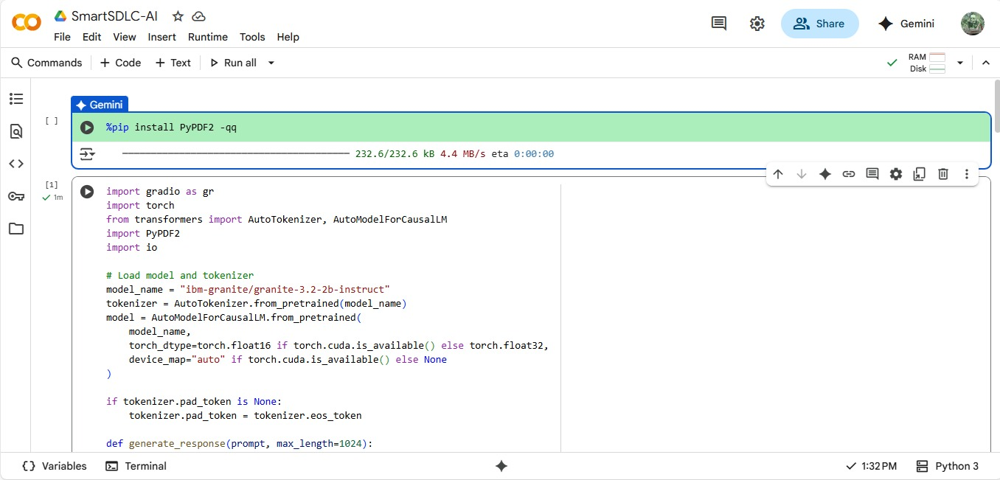 SmartSDLC-AI
File Edit View Insert Runtime Tools Help
Share
Gemini
Commands + Code + Text Run all
RAM
Disk
Gemini
[ ]
%pip install PyPDF2 -qq
232.6/232.6 kB 4.4 MB/s eta 0:00:00
[1]
1m
import gradio as gr
import torch
from transformers import AutoTokenizer, AutoModelForCausalLM
import PyPDF2
import io
# Load model and tokenizer
model_name = "ibm-granite/granite-3.2-2b-instruct"
tokenizer = AutoTokenizer.from_pretrained(model_name)
model = AutoModelForCausalLM.from_pretrained(
    model_name,
    torch_dtype=torch.float16 if torch.cuda.is_available() else torch.float32,
    device_map="auto" if torch.cuda.is_available() else None
)
if tokenizer.pad_token is None:
    tokenizer.pad_token = tokenizer.eos_token
def generate_response(prompt, max_length=1024):
Variables Terminal
1:32 PM Python 3